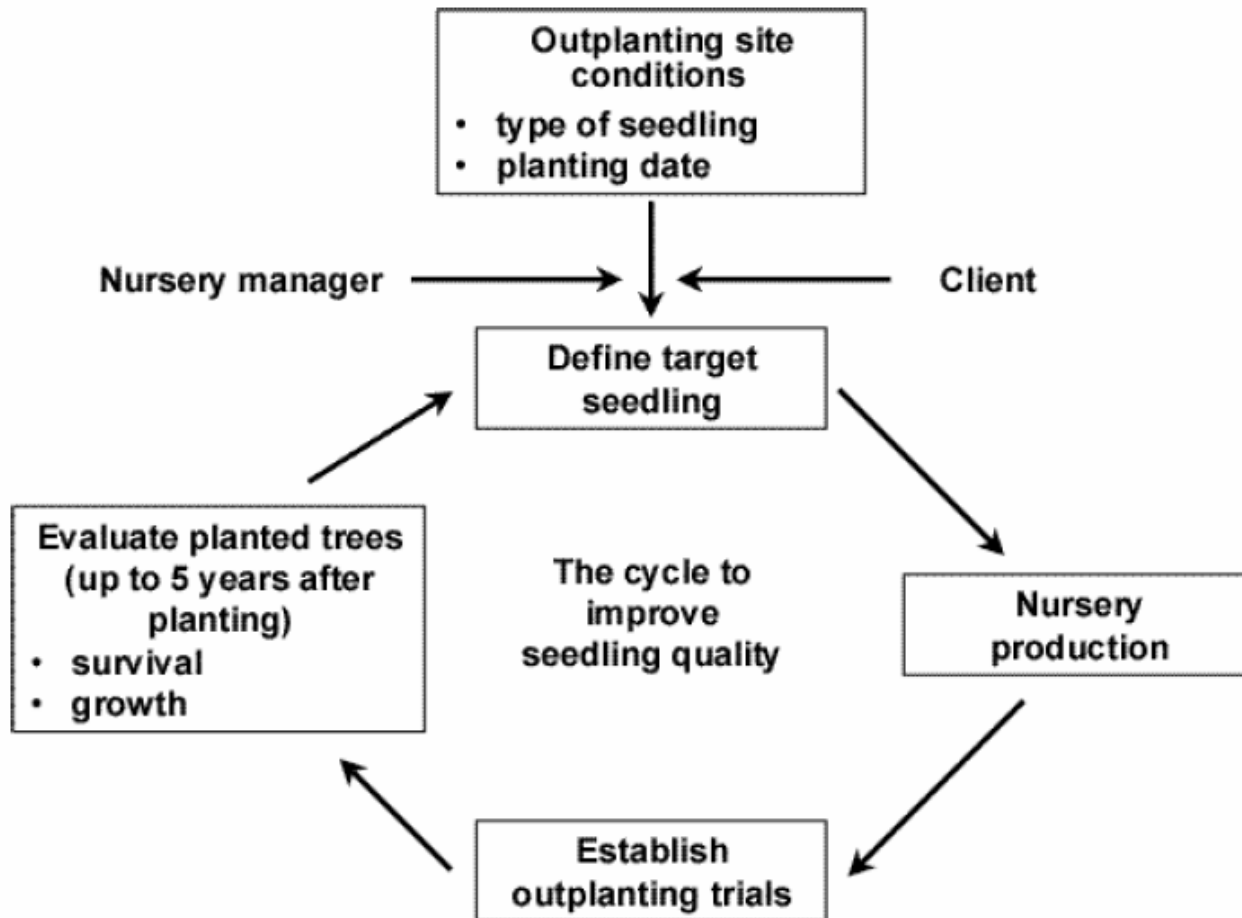 Outplanting site
conditions
• type of seedling
• planting date
Nursery manager
Client
Define target
seedling
Evaluate planted trees
(up to 5 years after
planting)
• survival
• growth
The cycle to
improve
seedling quality
Nursery
production
Establish
outplanting trials